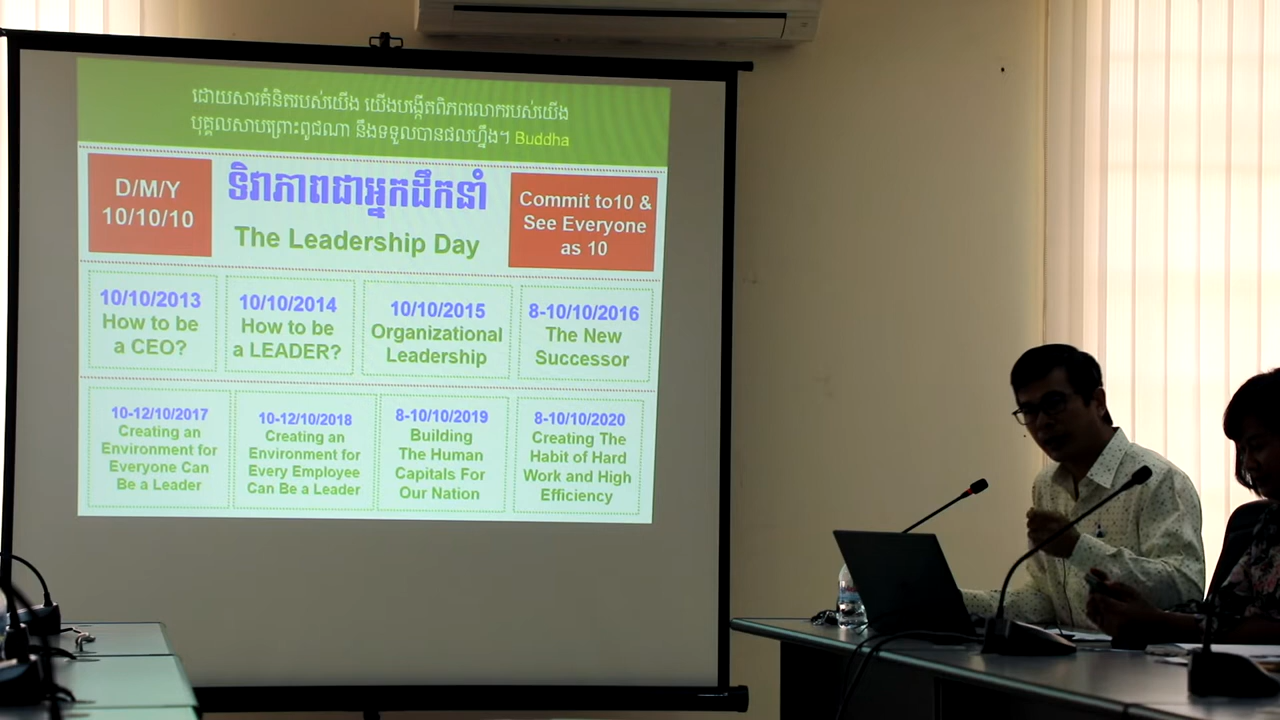 ដោយសារគំនិតរបស់យើង យើងបង្កើតពិភពលោករបស់យើង
បុគ្គលសាបព្រោះពូជណា នឹងទទួលបានផលហ្នឹង។ Buddha
D/M/Y
10/10/10
ទិវាភាពជាអ្នកដឹកនាំ
The Leadership Day
Commit to10 &
See Everyone
as 10
10/10/2013
How to be
a CEO?
10/10/2014
How to be
a LEADER?
10/10/2015
Organizational
Leadership
8-10/10/2016
The New
Successor
10-12/10/2017
Creating an
Environment for
Everyone Can
Be a Leader
10-12/10/2018
Creating an
Environment for
Every Employee
Can Be a Leader
8-10/10/2019
Building
The Human
Capitals For
Our Nation
8-10/10/2020
Creating The
Habit of Hard
Work and High
Efficiency